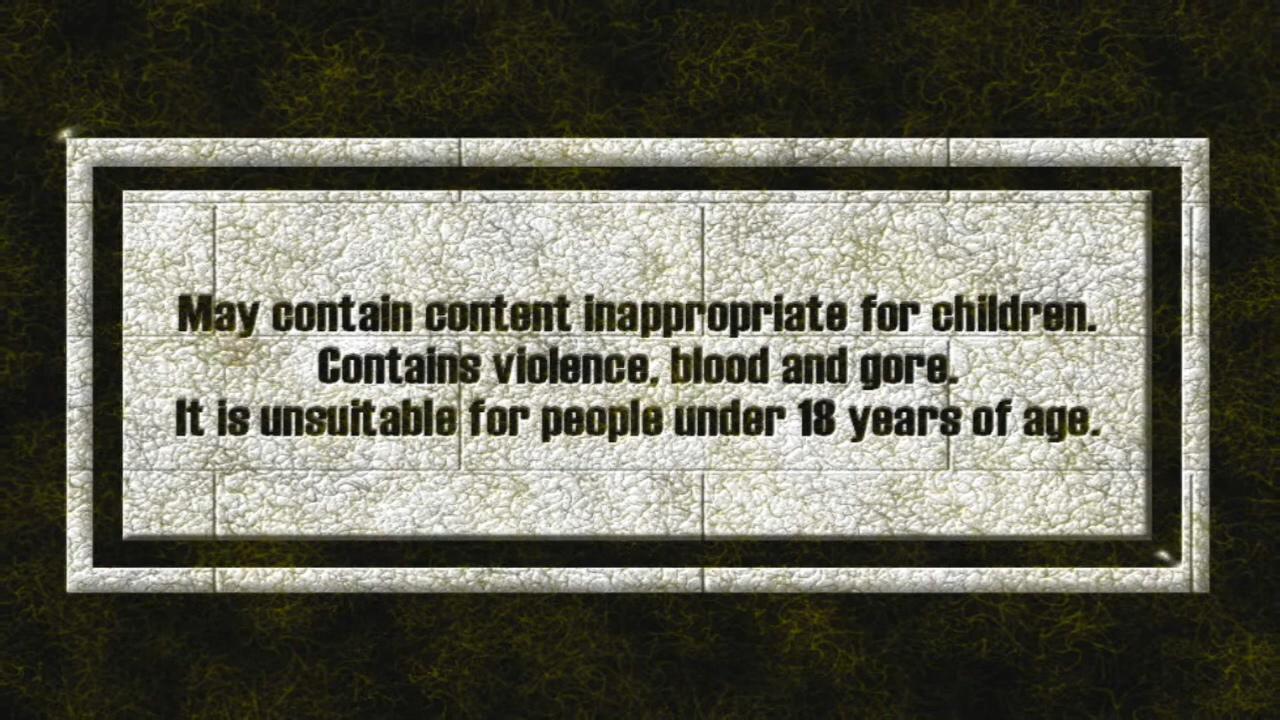 May contain content inappropriate for children.
Contains violence, blood and gore.
It is unsuitable for people under 18 years of age.